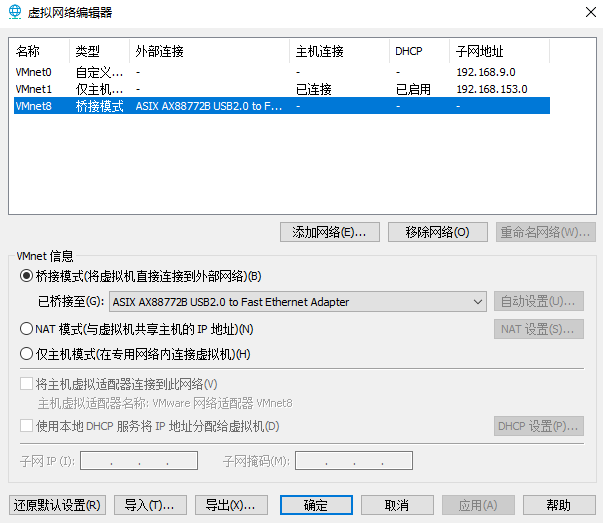 虚拟网络编辑器
名称 类型 外部连接 主机连接 DHCP 子网地址
VMnet0 自定义... - - - 192.168.9.0
VMnet1 仅主机... - 已连接 已启用 192.168.153.0
VMnet8 桥接模式 ASIX AX88772B USB2.0 to F... - - -
添加网络(E)... 移除网络(O) 重命名网络(W)...
VMnet 信息
桥接模式(将虚拟机直接连接到外部网络)(B)
已桥接至(G): ASIX AX88772B USB2.0 to Fast Ethernet Adapter 自动设置(U)...
NAT 模式(与虚拟机共享主机的 IP 地址)(N) NAT 设置(S)...
仅主机模式(在专用网络内连接虚拟机)(H)
将主机虚拟适配器连接到此网络(V)
主机虚拟适配器名称: VMware 网络适配器 VMnet8
使用本地 DHCP 服务将 IP 地址分配给虚拟机(D) DHCP 设置(P)...
子网 IP (I): . . . 子网掩码(M): . . .
还原默认设置(R) 导入(T)... 导出(X)... 确定 取消 应用(A) 帮助